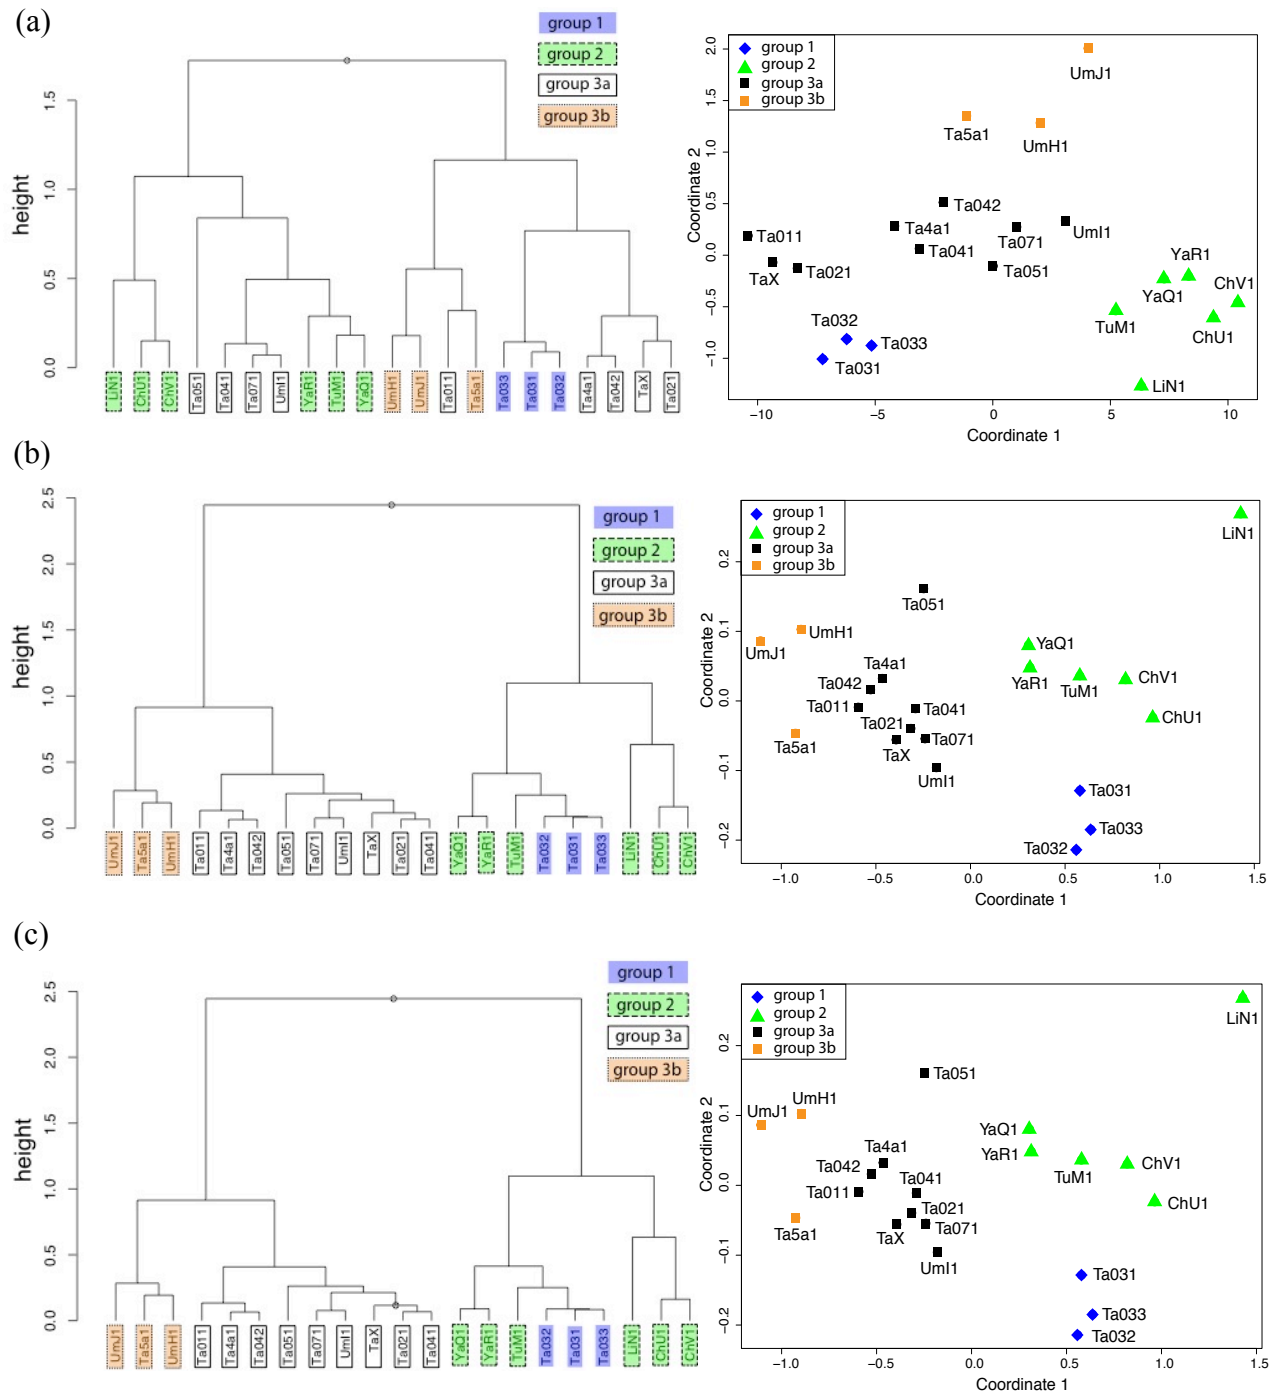 (a)
group 1
group 2
group 3a
group 3b
height
1.5
1.0
0.5
0.0
LiN1
ChU1
ChV1
Ta051
Ta041
Ta071
UmI1
YaR1
TuM1
YaQ1
UmH1
UmJ1
Ta011
Ta5a1
Ta033
Ta031
Ta032
Ta4a1
Ta042
TaX
Ta021
group 1
group 2
group 3a
group 3b
Coordinate 2
2.0
1.5
1.0
0.5
0.0
−0.5
−1.0
UmJ1
Ta5a1
UmH1
Ta042
Ta4a1
Ta011
Ta041
Ta071
UmI1
TaX
Ta021
Ta051
YaR1
YaQ1
ChV1
Ta032
TuM1
ChU1
Ta033
Ta031
LiN1
−10
−5
0
5
10
Coordinate 1
(b)
group 1
group 2
group 3a
group 3b
height
2.5
2.0
1.5
1.0
0.5
0.0
UmJ1
Ta5a1
UmH1
Ta011
Ta4a1
Ta042
Ta051
Ta071
UmI1
TaX
Ta021
Ta041
YaQ1
YaR1
TuM1
Ta032
Ta031
Ta033
LiN1
ChU1
ChV1
group 1
group 2
group 3a
group 3b
Coordinate 2
0.2
0.1
0.0
−0.1
−0.2
LiN1
Ta051
UmH1
UmJ1
YaQ1
Ta4a1
Ta042
YaR1
TuM1
ChV1
Ta011
Ta041
Ta021
ChU1
Ta5a1
Ta071
TaX
UmI1
Ta031
Ta033
Ta032
−1.0
−0.5
0.0
0.5
1.0
1.5
Coordinate 1
(c)
group 1
group 2
group 3a
group 3b
height
2.5
2.0
1.5
1.0
0.5
0.0
UmJ1
Ta5a1
UmH1
Ta011
Ta4a1
Ta042
Ta051
Ta071
UmI1
TaX
Ta021
Ta041
YaQ1
YaR1
TuM1
Ta032
Ta031
Ta033
LiN1
ChU1
ChV1
group 1
group 2
group 3a
group 3b
Coordinate 2
0.2
0.1
0.0
−0.1
−0.2
LiN1
Ta051
UmH1
UmJ1
YaQ1
Ta4a1
YaR1
Ta042
Ta041
TuM1
ChV1
Ta011
Ta021
ChU1
Ta5a1
TaX
Ta071
UmI1
Ta031
Ta033
Ta032
−1.0
−0.5
0.0
0.5
1.0
1.5
Coordinate 1